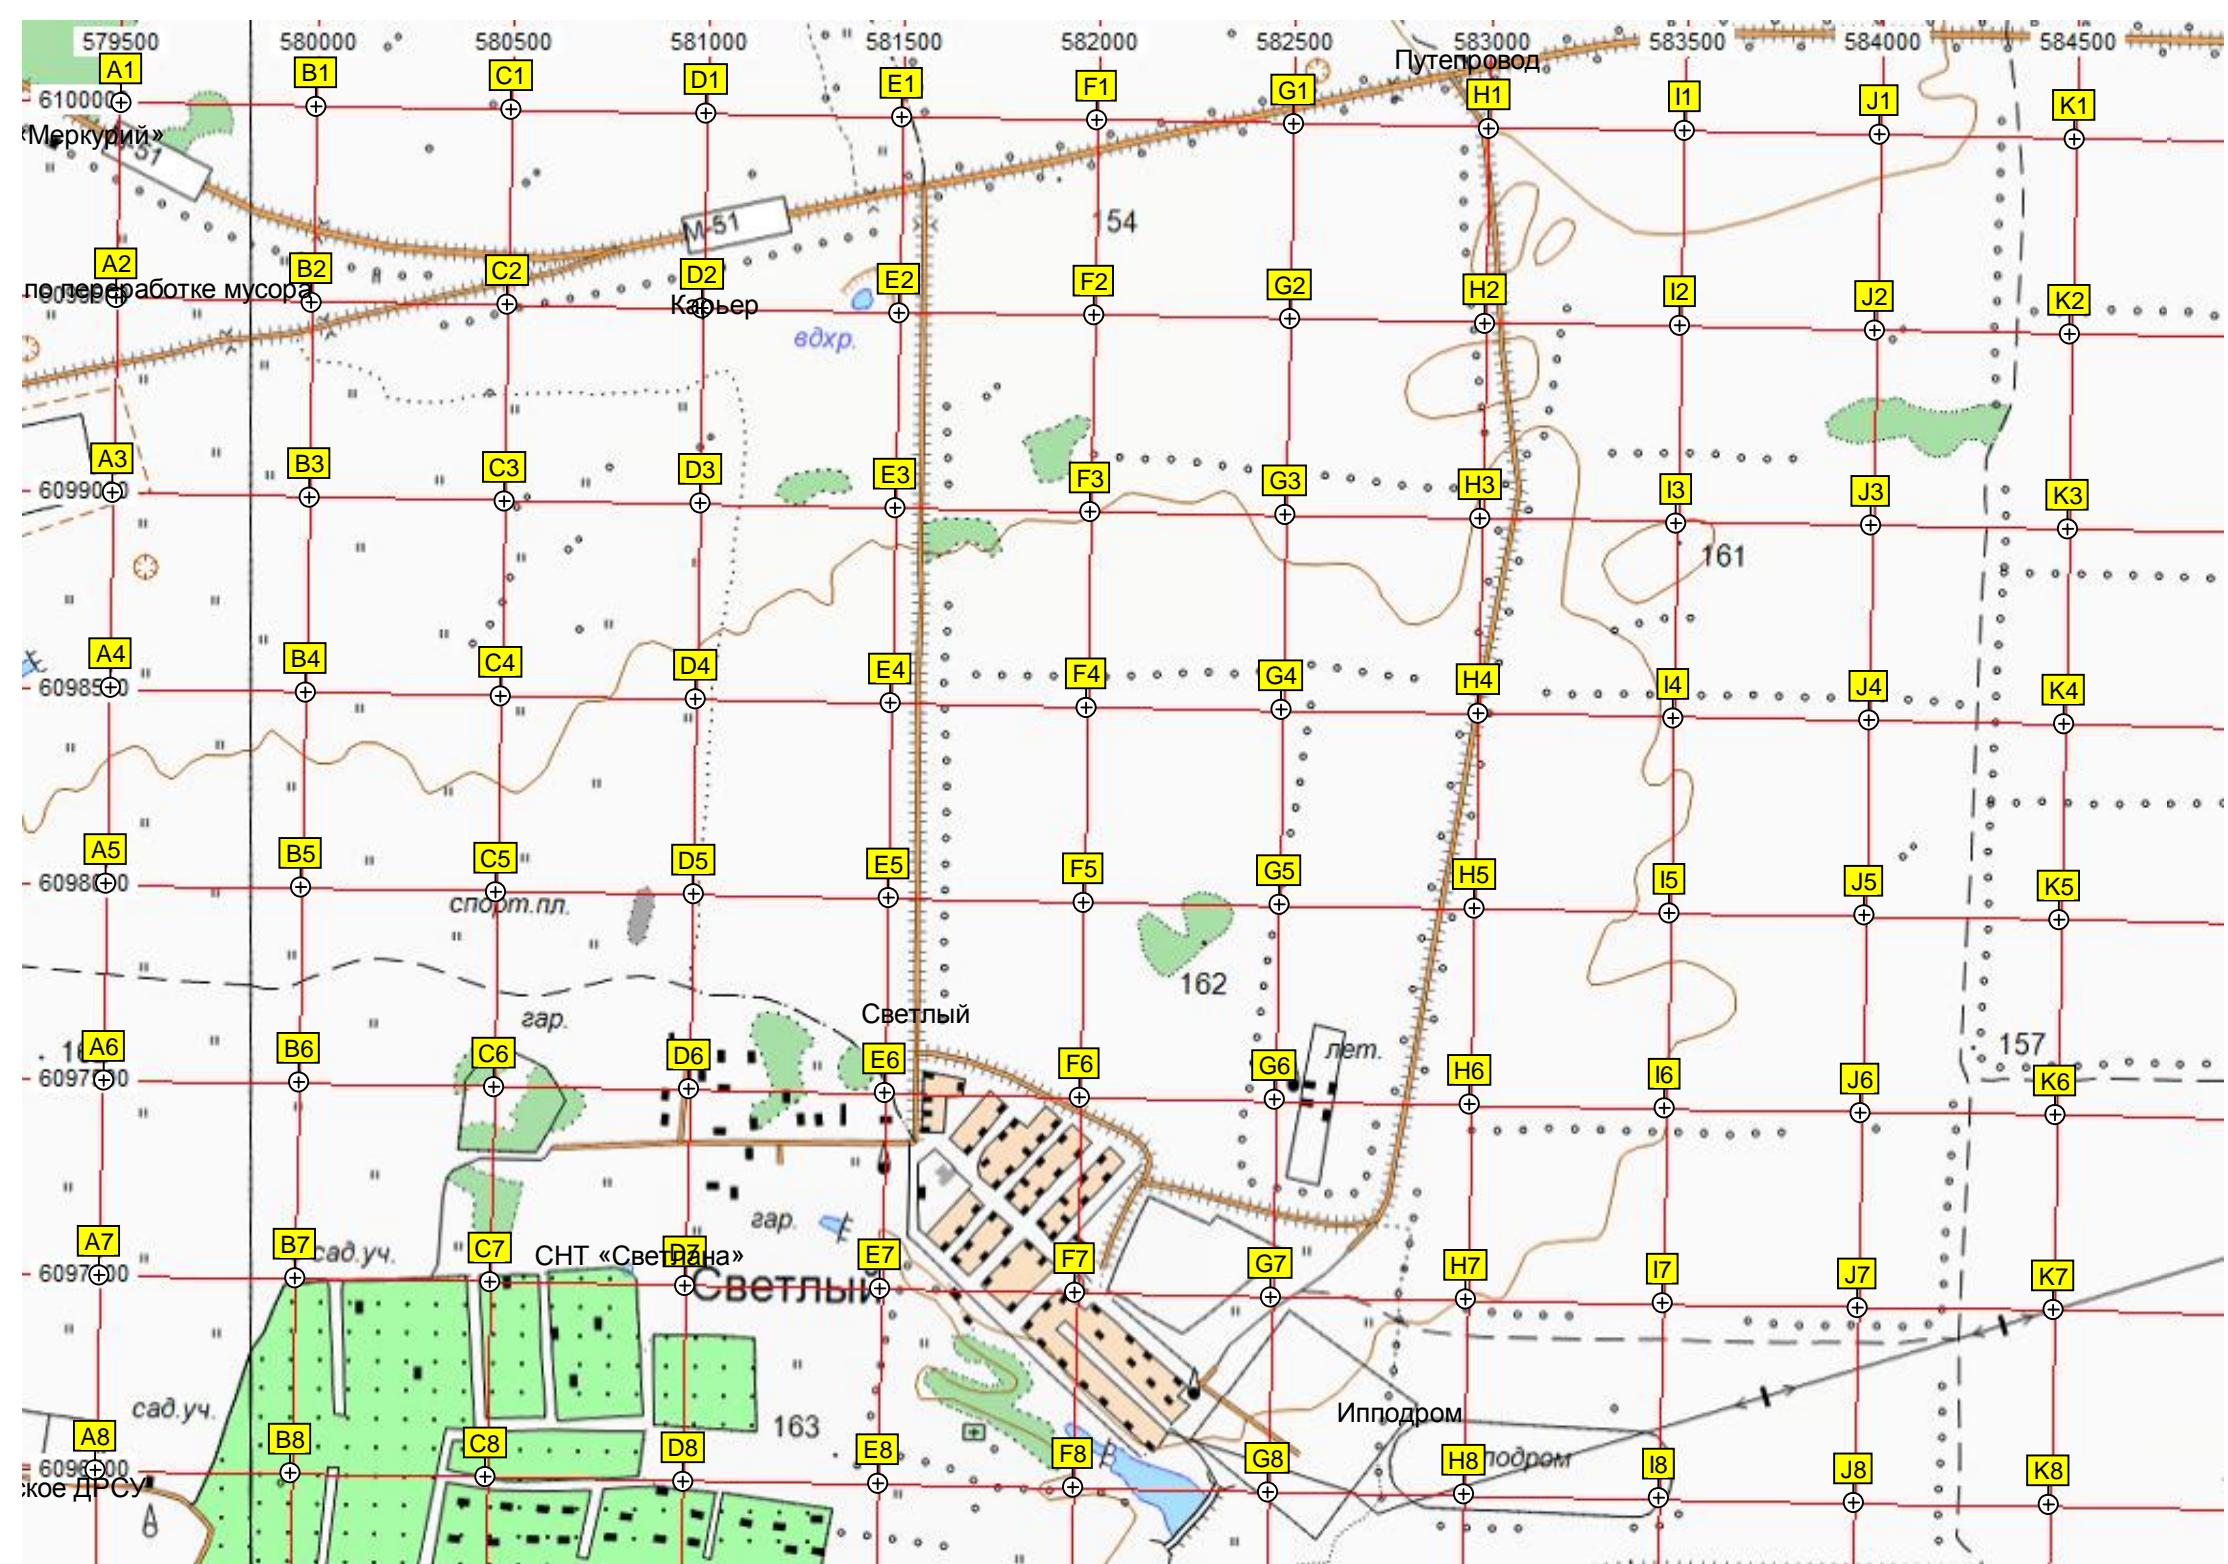 579500 580000 580500 581000 581500 582000 582500 583000 583500 584000 584500
Путепровод
A1 B1 C1 D1 E1 F1 G1 H1 I1 J1 K1
610000
«Меркурий»
М-51
154
A2 B2 C2 D2 E2 F2 G2 H2 I2 J2 K2
по переработке мусора
Карьер
вдхр.
A3 B3 C3 D3 E3 F3 G3 H3 I3 J3 K3
161
A4 B4 C4 D4 E4 F4 G4 H4 I4 J4 K4
A5 B5 C5 D5 E5 F5 G5 H5 I5 J5 K5
спорт.пл.
162
гар.
Светлый
лет.
157
A6 B6 C6 D6 E6 F6 G6 H6 I6 J6 K6
гар.
A7 B7 C7 D7 E7 F7 G7 H7 I7 J7 K7
сад.уч.
СНТ «Светлана»
Светлый
сад.уч.
163
Ипподром
A8 B8 C8 D8 E8 F8 G8 H8 I8 J8 K8
подром
ское ДРСУ